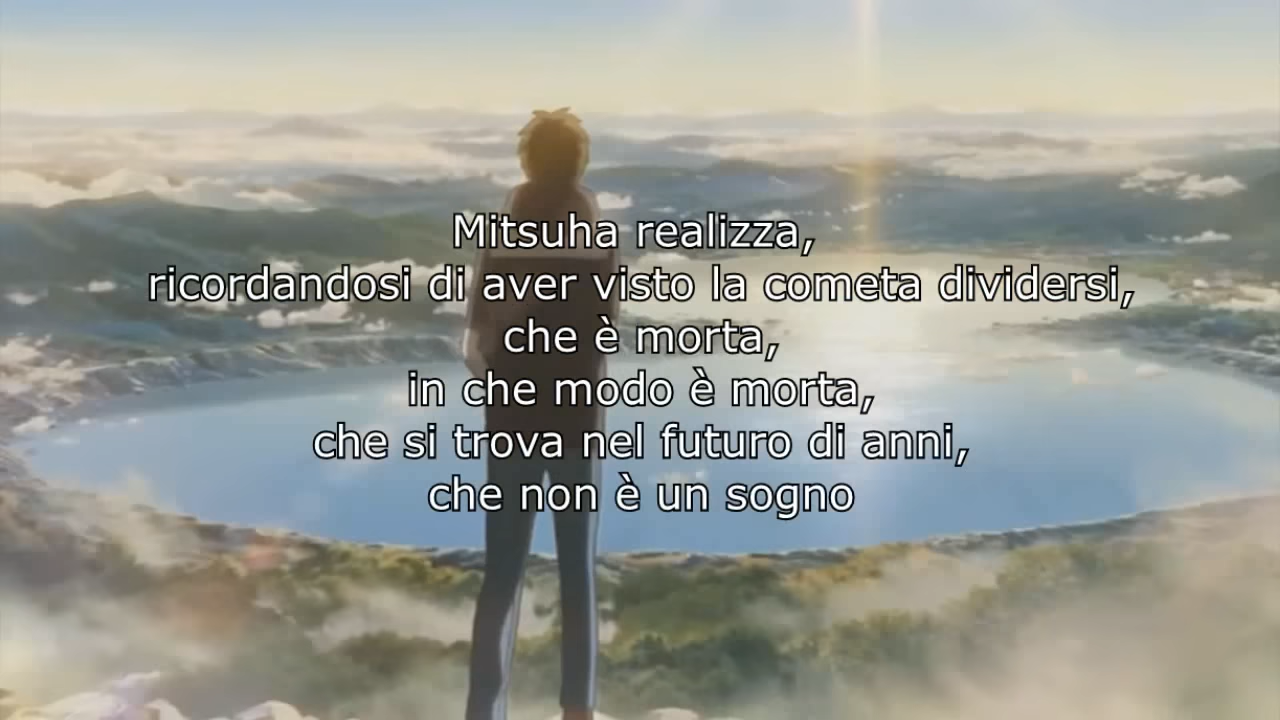 Mitsuha realizza,
ricordandosi di aver visto la cometa dividersi,
che è morta,
in che modo è morta,
che si trova nel futuro di anni,
che non è un sogno